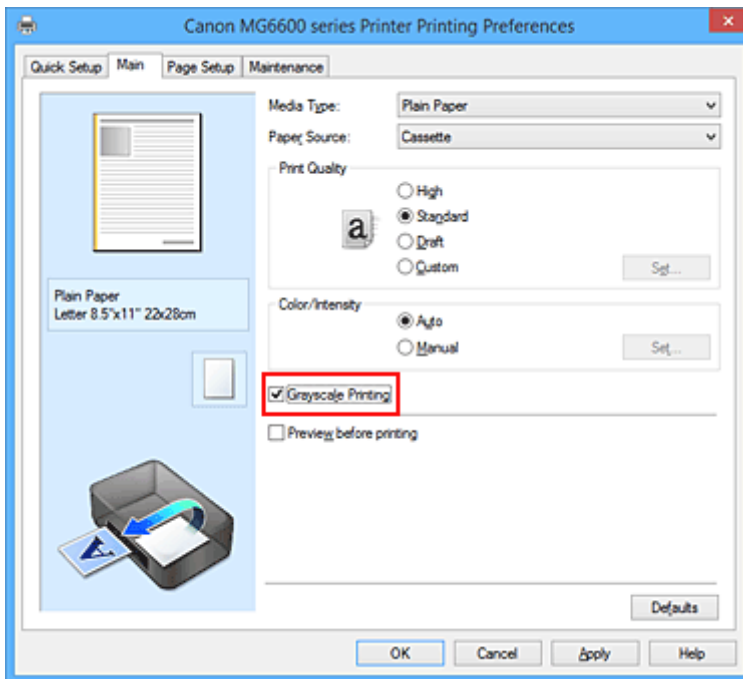 Canon MG6600 series Printer Printing Preferences
Quick Setup Main Page Setup Maintenance
Media Type: Plain Paper
Paper Source: Cassette
Print Quality
High
a Standard
Draft
Custom Set...
Plain Paper
Letter 8.5"x11" 22x28cm
Color/Intensity
Auto
Manual Set...
Grayscale Printing
Preview before printing
A
Defaults
OK Cancel Apply Help